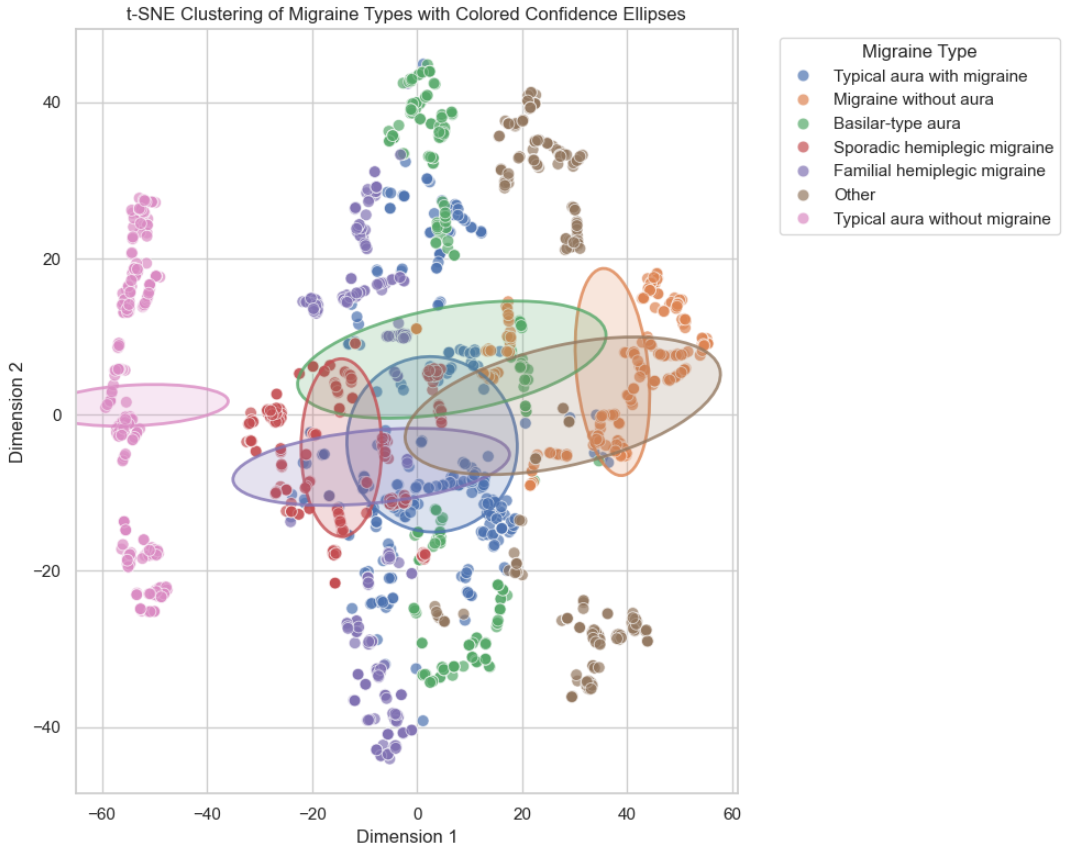 t-SNE Clustering of Migraine Types with Colored Confidence Ellipses
Migraine Type
Typical aura with migraine
Migraine without aura
Basilar-type aura
Sporadic hemiplegic migraine
Familial hemiplegic migraine
Other
Typical aura without migraine
Dimension 2
40
20
0
−20
−40
−60
−40
−20
0
20
40
60
Dimension 1